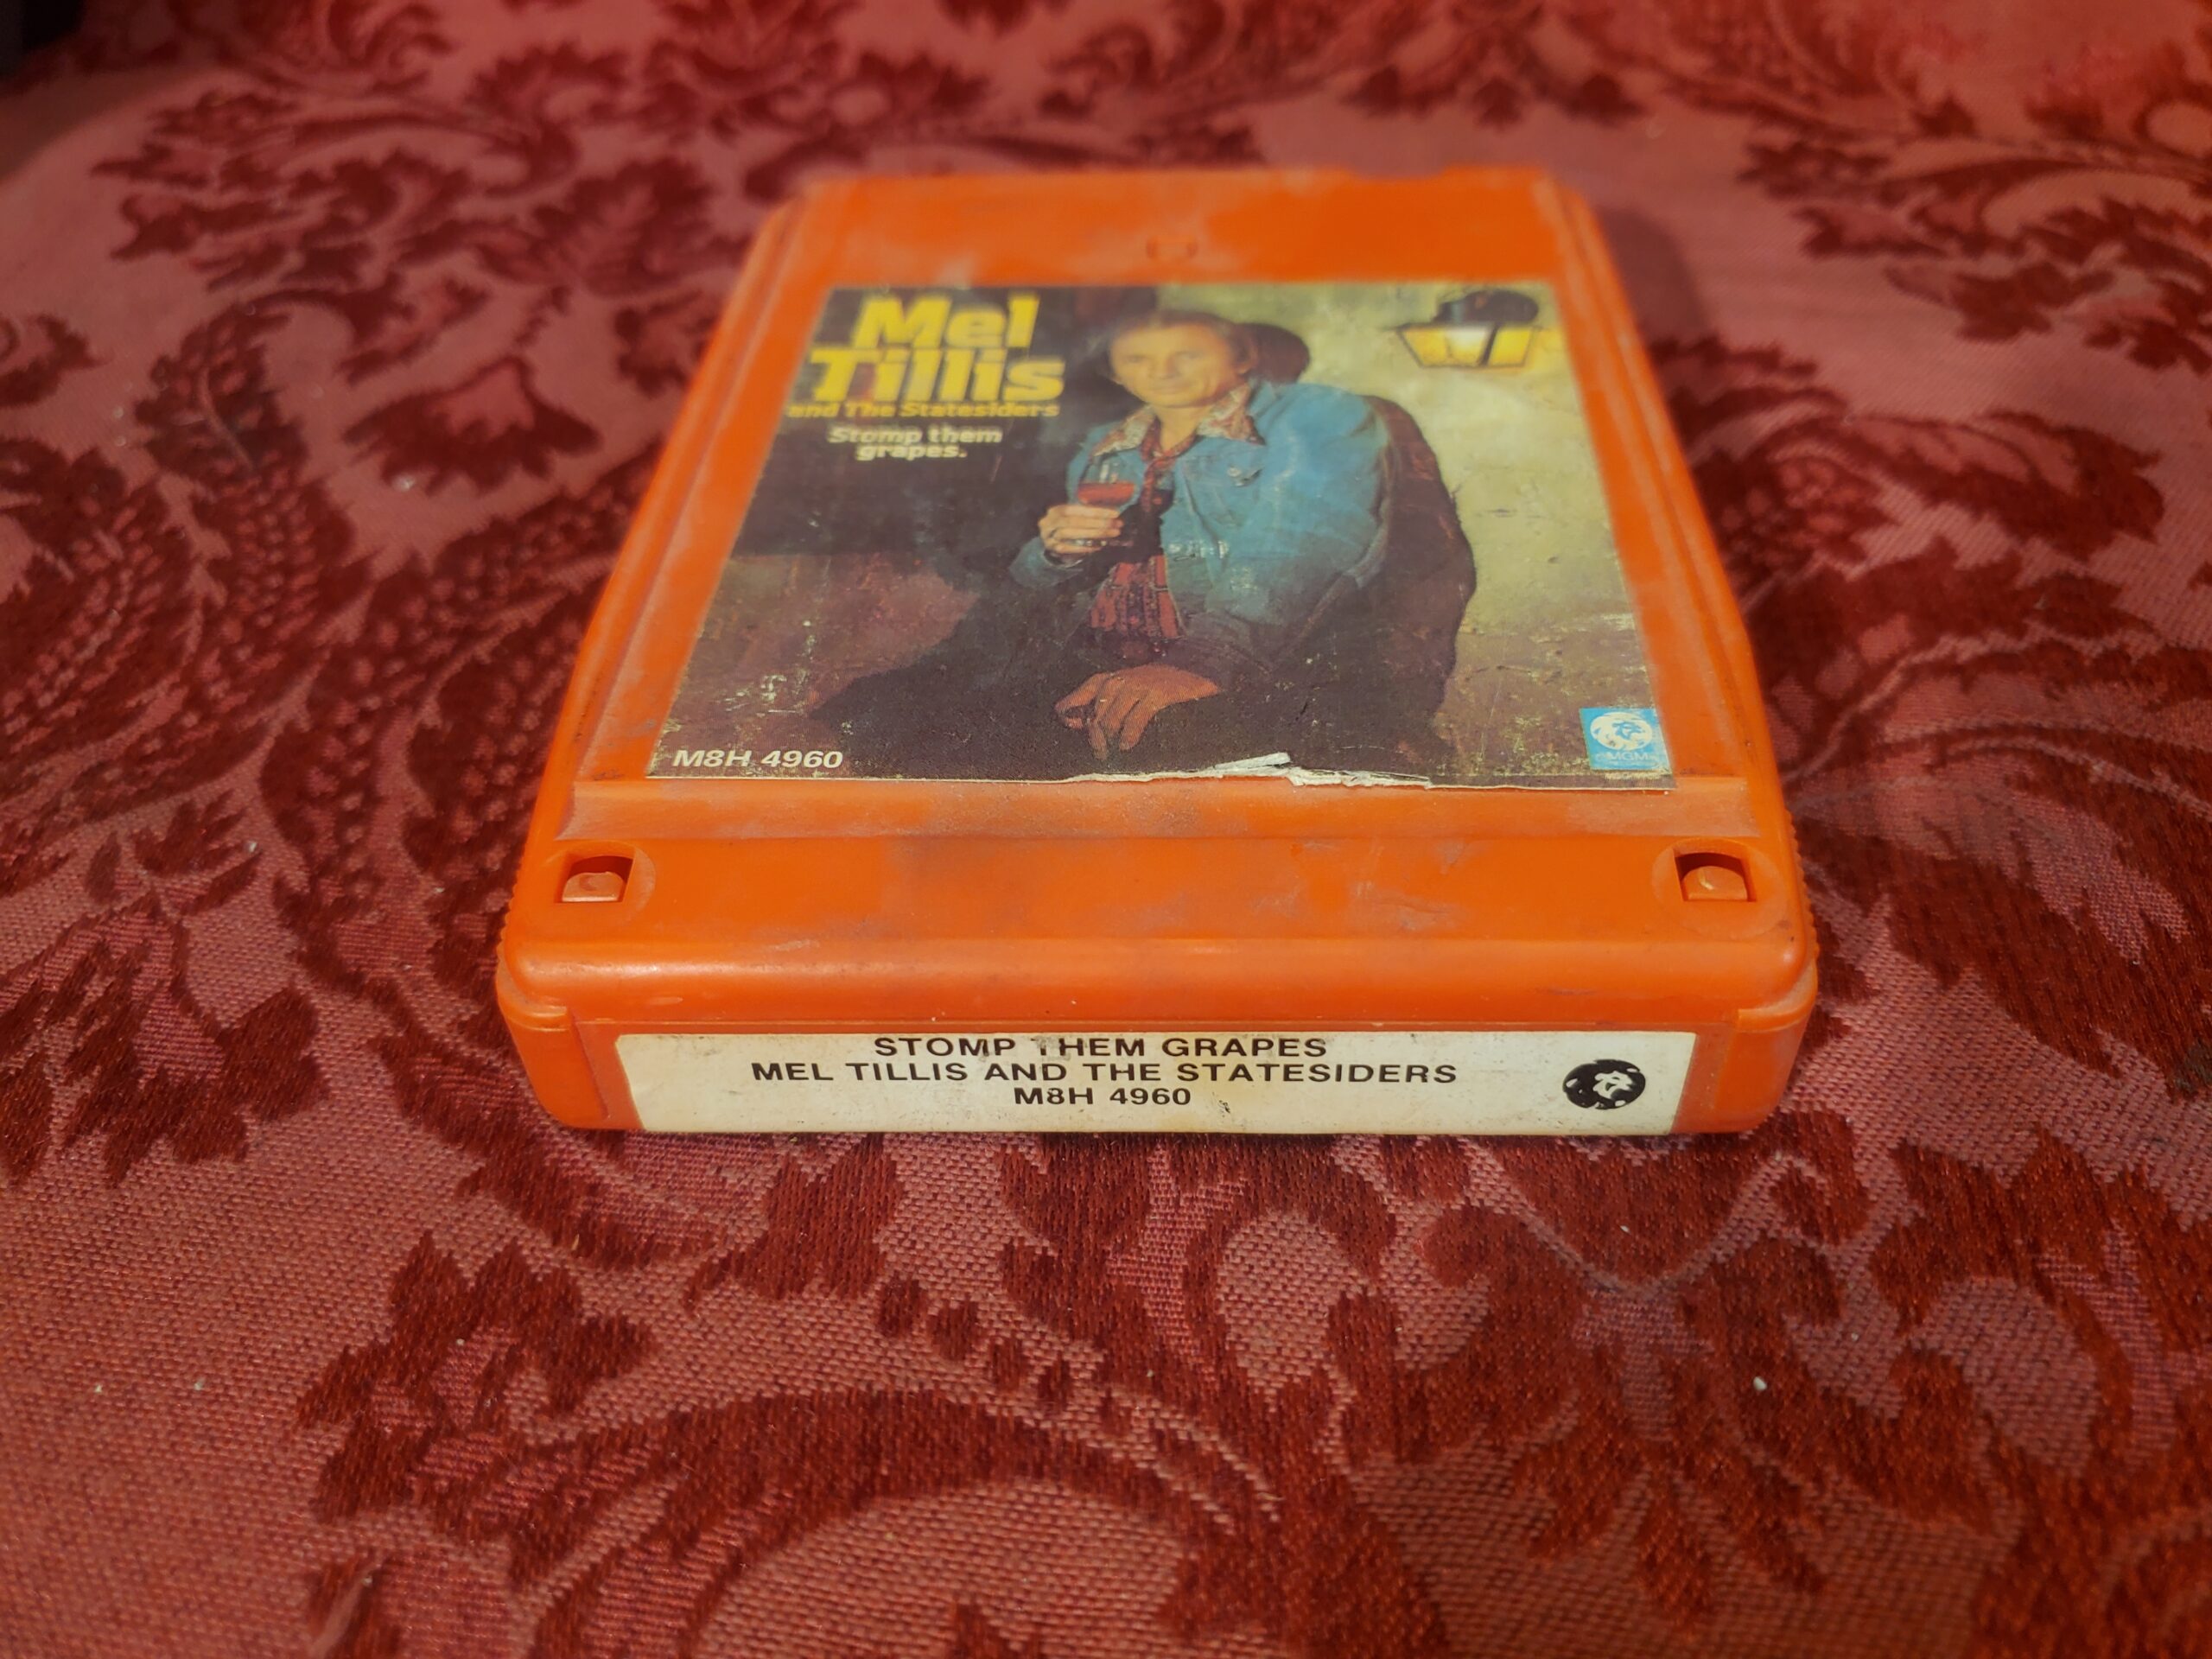 Mel
Tillis
and The Statesiders
Stomp them
grapes.
M8H 4960
MGM
STOMP THEM GRAPES
MEL TILLIS AND THE STATESIDERS
M8H 4960